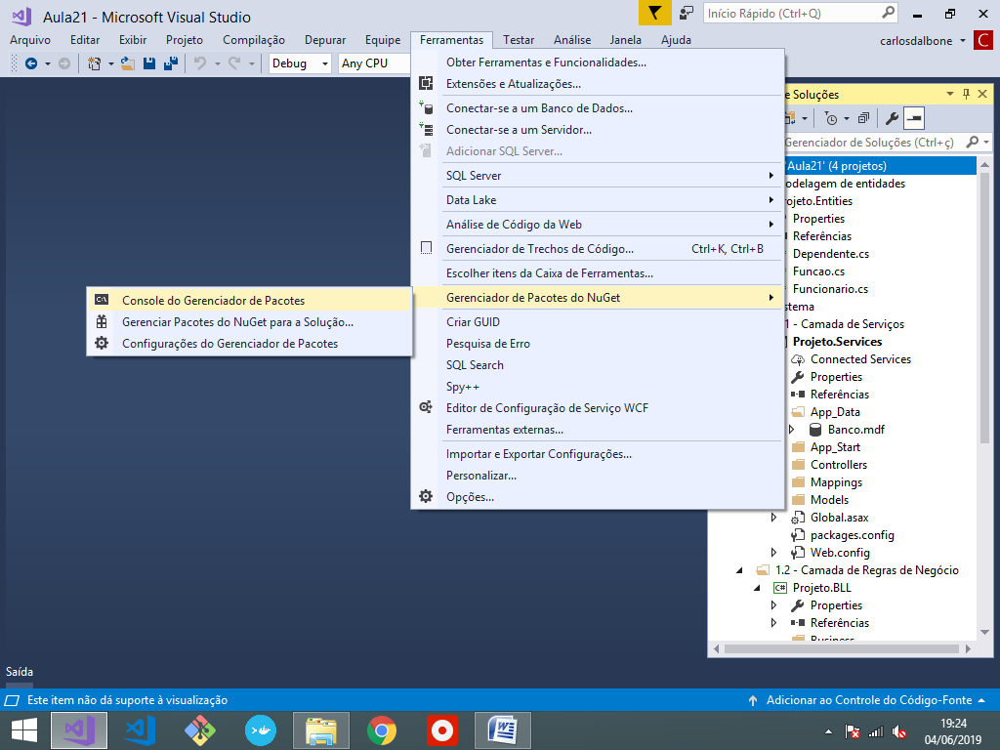 Aula21 - Microsoft Visual Studio
Início Rápido (Ctrl+Q)
Arquivo Editar Exibir Projeto Compilação Depurar Equipe Ferramentas Testar Análise Janela Ajuda carlosdalbone C
Debug Any CPU
Obter Ferramentas e Funcionalidades...
Extensões e Atualizações...
Conectar-se a um Banco de Dados...
Conectar-se a um Servidor...
Adicionar SQL Server...
SQL Server
Data Lake
Análise de Código da Web
Gerenciador de Trechos de Código... Ctrl+K, Ctrl+B
Escolher itens da Caixa de Ferramentas...
Gerenciador de Pacotes do NuGet
Criar GUID
Pesquisa de Erro
SQL Search
Spy++
Editor de Configuração de Serviço WCF
Ferramentas externas...
Importar e Exportar Configurações...
Personalizar...
Opções...
Console do Gerenciador de Pacotes
Gerenciar Pacotes do NuGet para a Solução...
Configurações do Gerenciador de Pacotes
e Soluções
Gerenciador de Soluções (Ctrl+ç)
'Aula21' (4 projetos)
odelagem de entidades
ojeto.Entities
Properties
Referências
Dependente.cs
Funcao.cs
Funcionario.cs
stema
1 - Camada de Serviços
Projeto.Services
Connected Services
Properties
Referências
App_Data
Banco.mdf
App_Start
Controllers
Mappings
Models
Global.asax
packages.config
Web.config
1.2 - Camada de Regras de Negócio
C# Projeto.BLL
Properties
Referências
Business
Saída
Este item não dá suporte à visualização
Adicionar ao Controle do Código-Fonte
19:24
04/06/2019